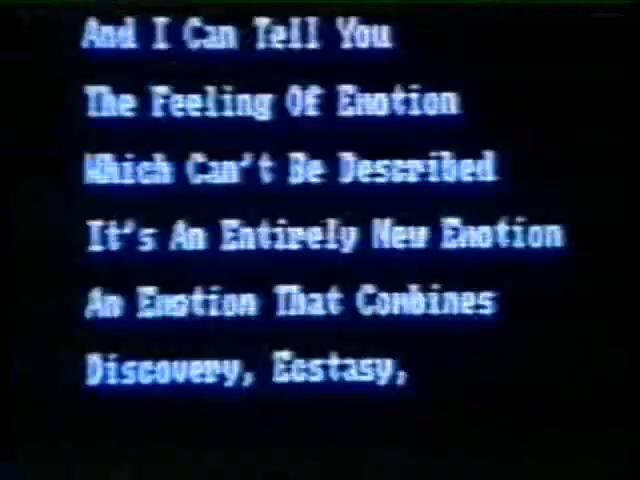 And I Can Tell You
The Feeling Of Emotion
Which Can't Be Described
It's An Entirely New Emotion
An Emotion That Combines
Discovery, Ecstasy,